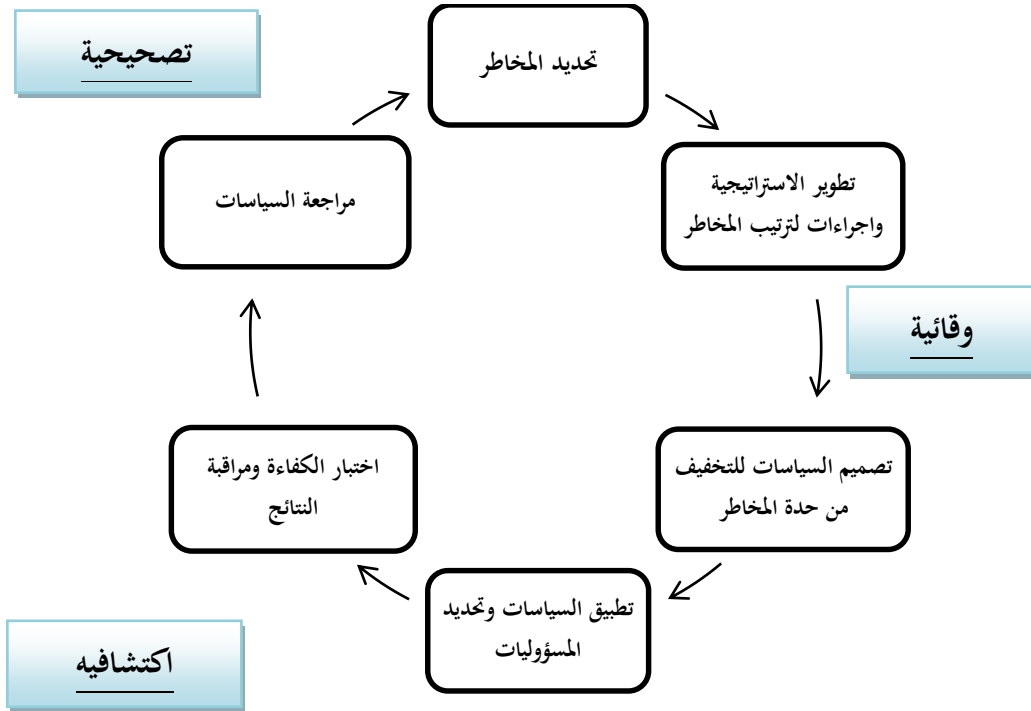 تصحيحية
تحديد المخاطر
تطوير الاستراتيجية
واجراءات لترتيب المخاطر
وقائية
تصميم السياسات للتخفيف
من حدة المخاطر
تطبيق السياسات وتحديد
المسؤوليات
اكتشافيه
اختبار الكفاءة ومراقبة
النتائج
مراجعة السياسات